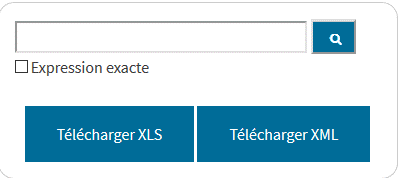 Expression exacte
Télécharger XLS
Télécharger XML